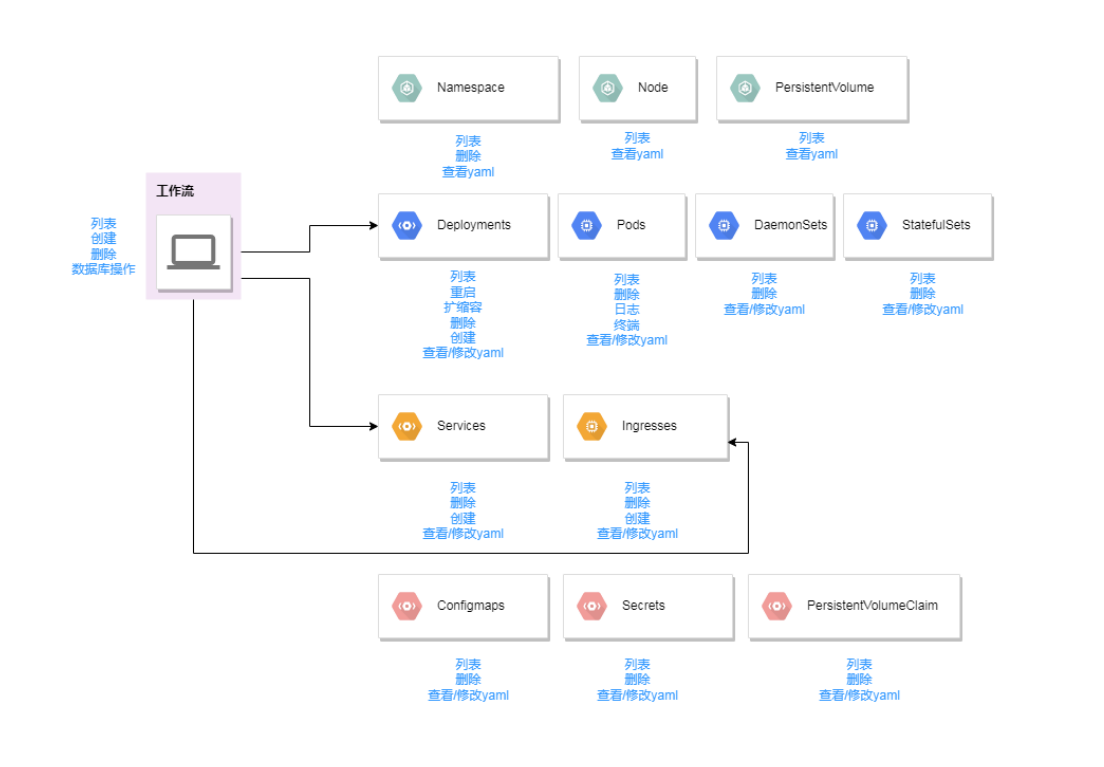 Namespace
Node
PersistentVolume
列表
删除
查看yaml
列表
查看yaml
列表
查看yaml
工作流
列表
创建
删除
数据库操作
Deployments
Pods
DaemonSets
StatefulSets
列表
重启
扩缩容
删除
创建
查看/修改yaml
列表
删除
日志
终端
查看/修改yaml
列表
删除
查看/修改yaml
列表
删除
查看/修改yaml
Services
Ingresses
列表
删除
创建
查看/修改yaml
列表
删除
创建
查看/修改yaml
Configmaps
Secrets
PersistentVolumeClaim
列表
删除
查看/修改yaml
列表
删除
查看/修改yaml
列表
删除
查看/修改yaml